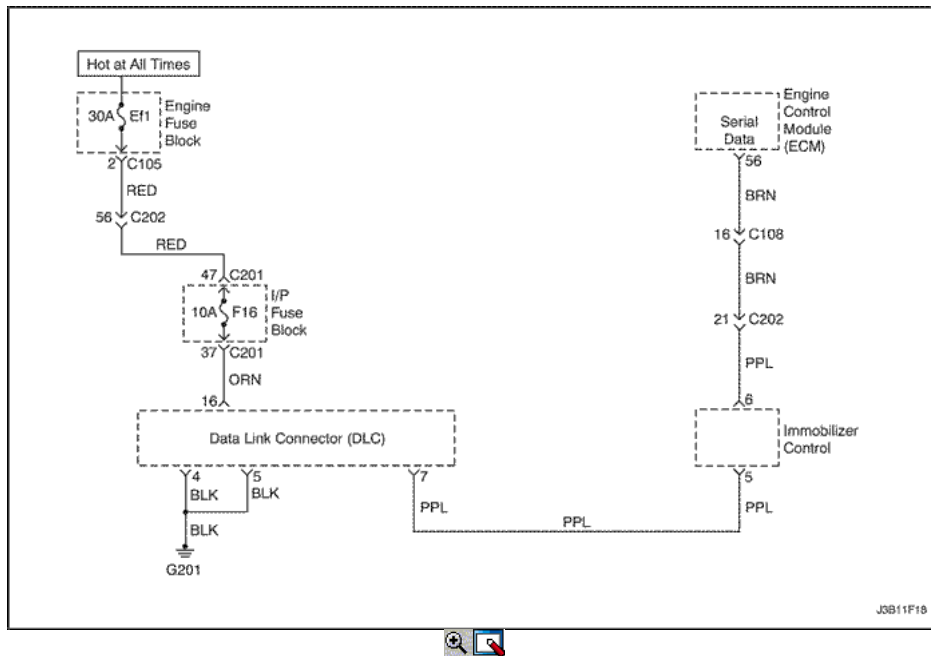 Hot at All Times
30A Ef1
Engine
Fuse
Block
2 C105
RED
56 C202
RED
47 C201
10A F16
I/P
Fuse
Block
37 C201
ORN
16
Data Link Connector (DLC)
4
5
7
BLK
BLK
BLK
G201
PPL
PPL
PPL
Serial
Data
Engine
Control
Module
(ECM)
56
BRN
16 C108
BRN
21 C202
PPL
6
Immobilizer
Control
5
J3B11F18